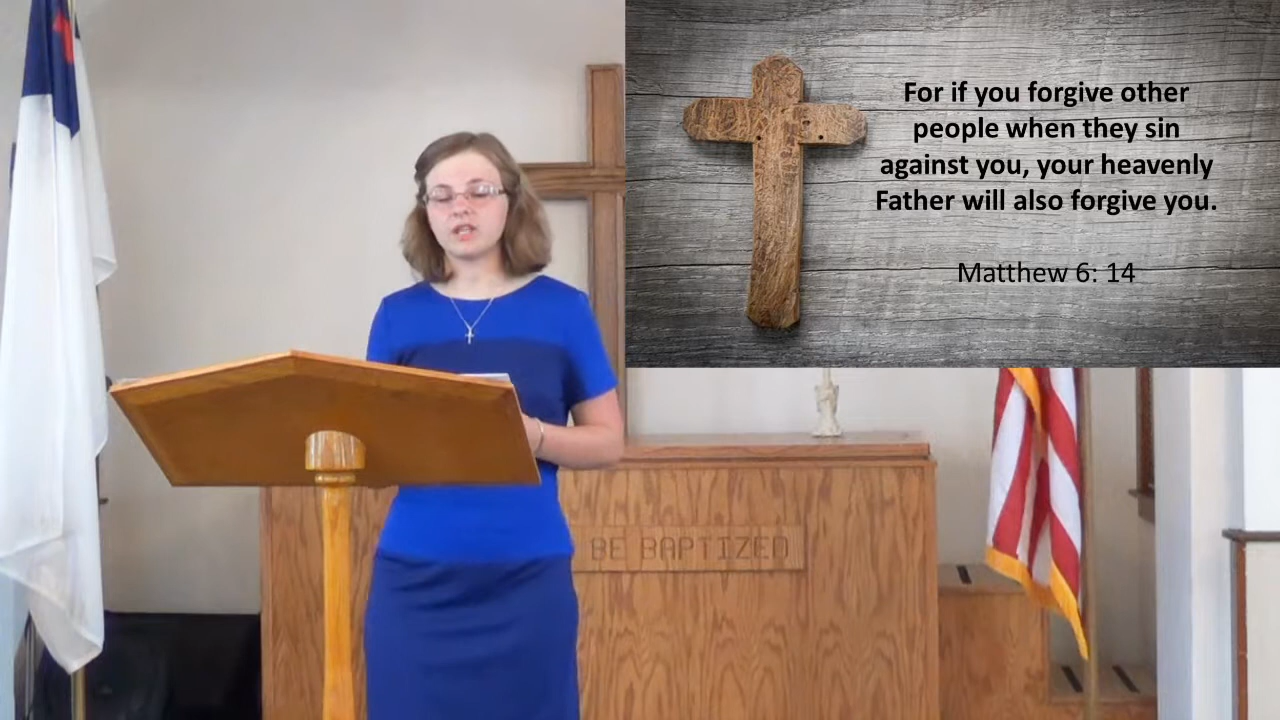 For if you forgive other
people when they sin
against you, your heavenly
Father will also forgive you.
Matthew 6: 14
BE BAPTIZED